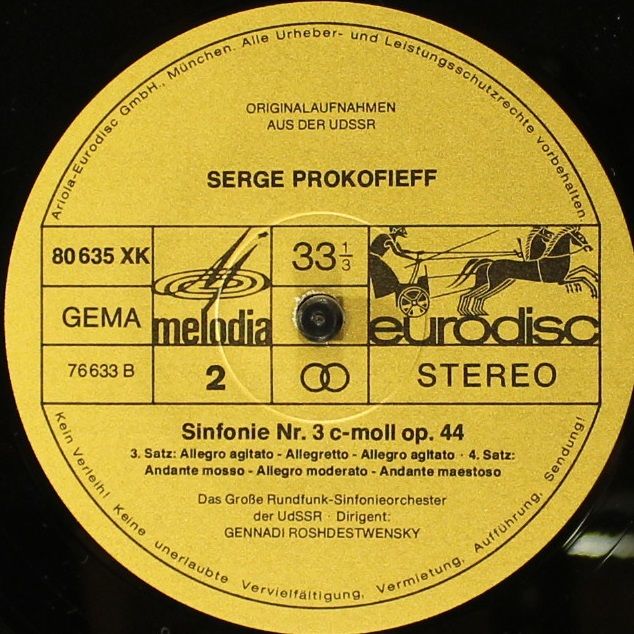 Ariola-Eurodisc GmbH., München. Alle Urheber- und Leistungsschutzrechte vorbehalten.
ORIGINALAUFNAHMEN
AUS DER UDSSR
SERGE PROKOFIEFF
80 635 XK
33 1/3
GEMA
melodia
eurodisc
76 633 B
2
STEREO
Sinfonie Nr. 3 c-moll op. 44
3. Satz: Allegro agitato - Allegretto - Allegro agitato · 4. Satz:
Andante mosso - Allegro moderato - Andante maestoso
Das Große Rundfunk-Sinfonieorchester
der UdSSR · Dirigent:
GENNADI ROSHDESTWENSKY
Kein Verleih! Keine unerlaubte Vervielfältigung, Vermietung, Aufführung, Sendung!